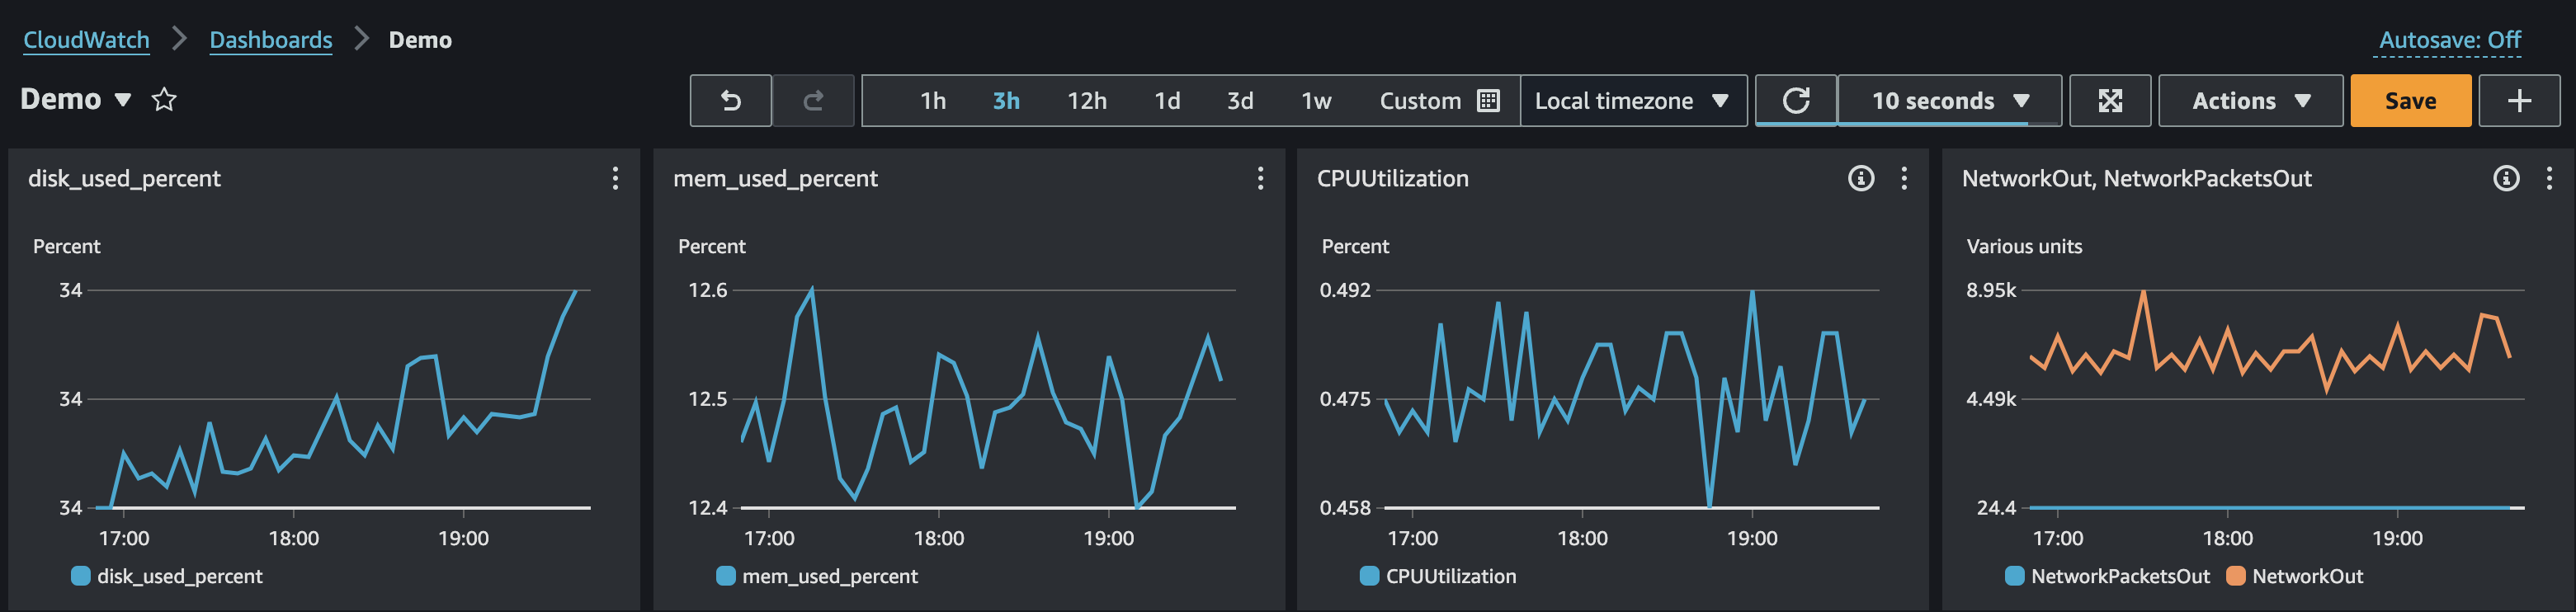 CloudWatch > Dashboards > Demo
Autosave: Off
Demo
1h 3h 12h 1d 3d 1w Custom Local timezone 10 seconds Actions Save +
disk_used_percent
Percent
34
34
34
17:00 18:00 19:00
disk_used_percent
mem_used_percent
Percent
12.6
12.5
12.4
17:00 18:00 19:00
mem_used_percent
CPUUtilization
Percent
0.492
0.475
0.458
17:00 18:00 19:00
CPUUtilization
NetworkOut, NetworkPacketsOut
Various units
8.95k
4.49k
24.4
17:00 18:00 19:00
NetworkPacketsOut NetworkOut